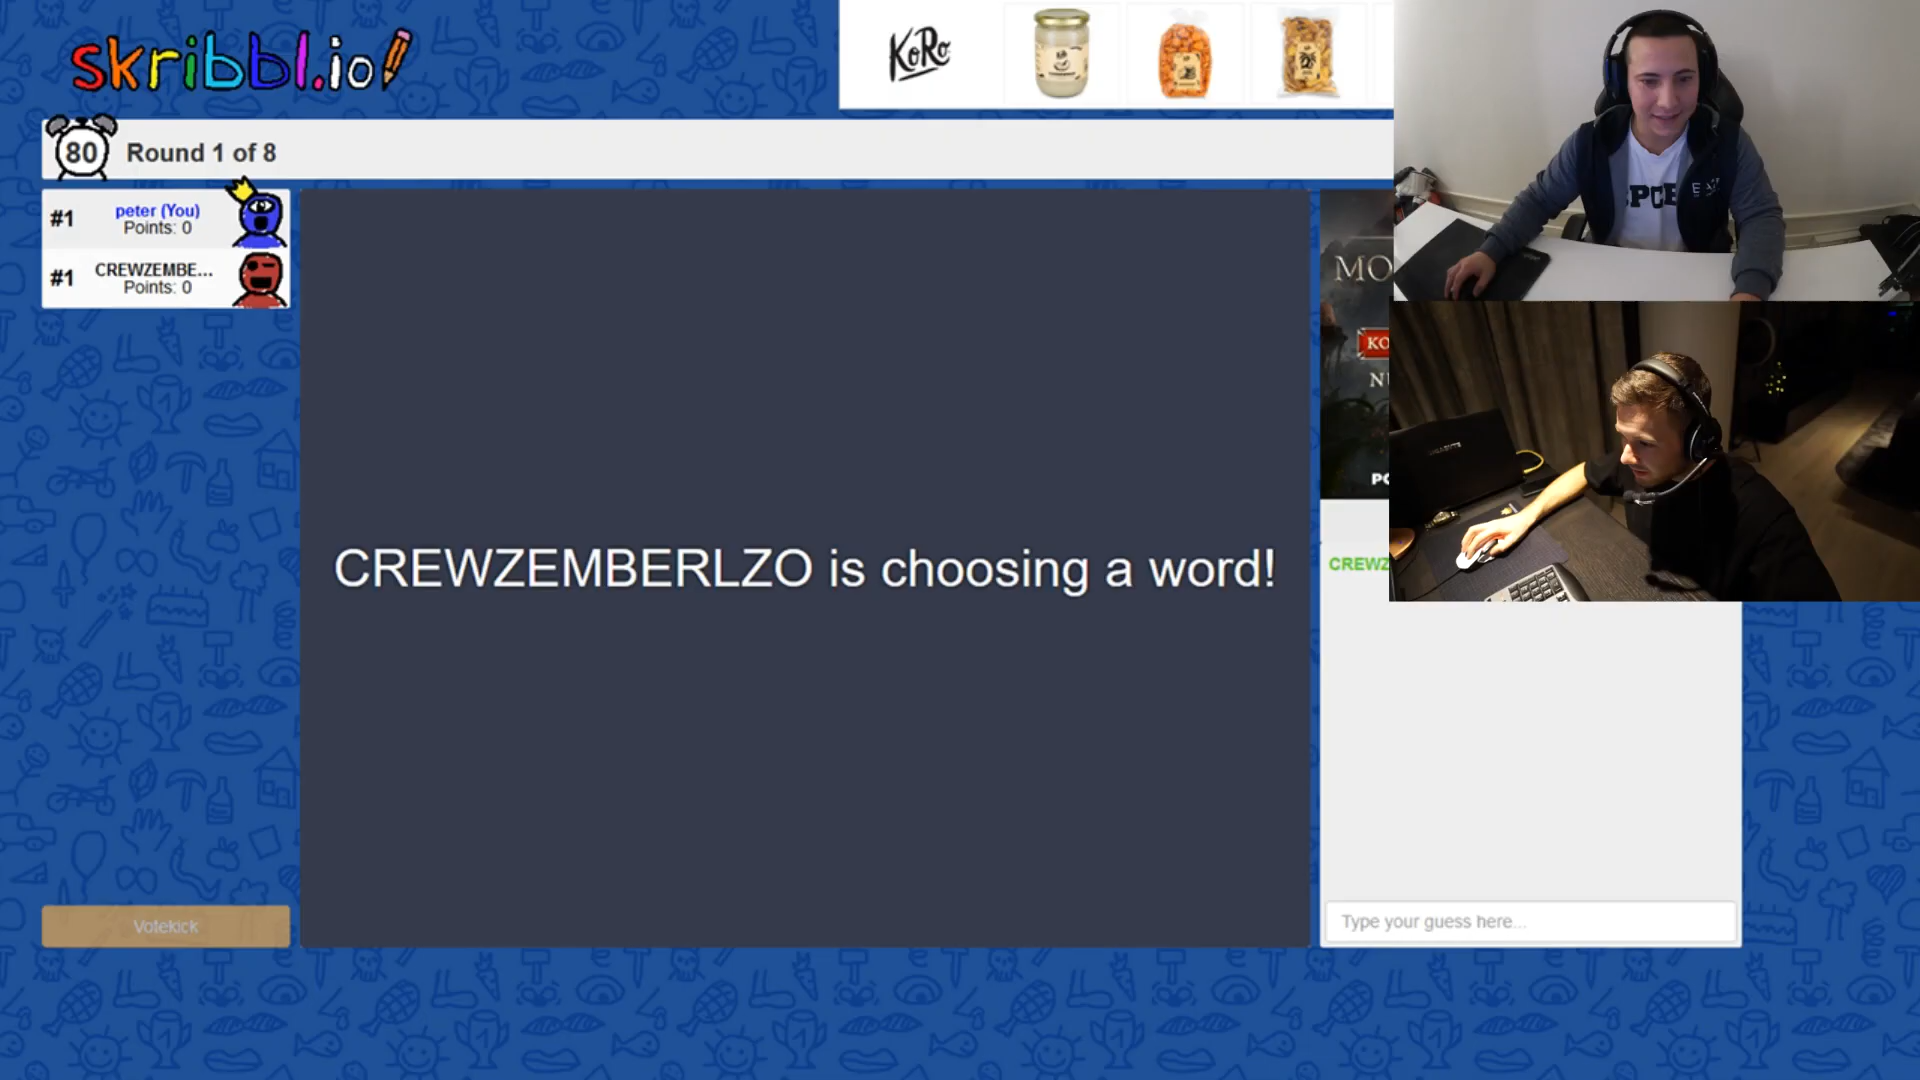 skribbl.io
KoRo
80
Round 1 of 8
#1
peter (You)
Points: 0
#1
CREWZEMBE...
Points: 0
MO
KO
PO
CREWZEMBERLZO is choosing a word!
CREWZ
Type your guess here...
Votekick